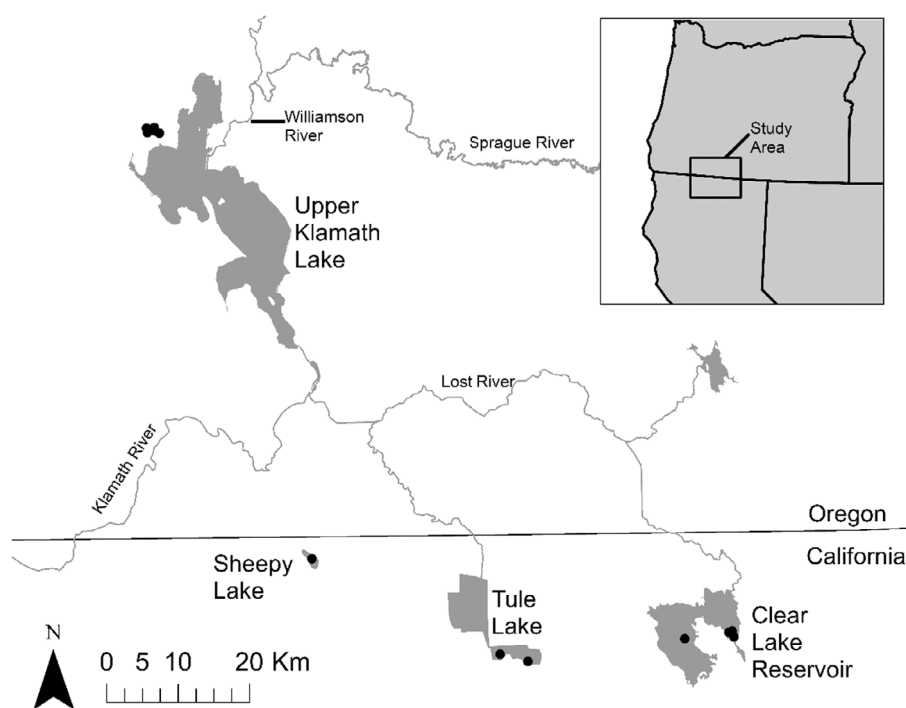 Williamson
River
Sprague River
Study
Area
Upper
Klamath
Lake
Lost River
Klamath River
Oregon
California
Sheepy
Lake
Tule
Lake
Clear
Lake
Reservoir
N
0 5 10 20 Km